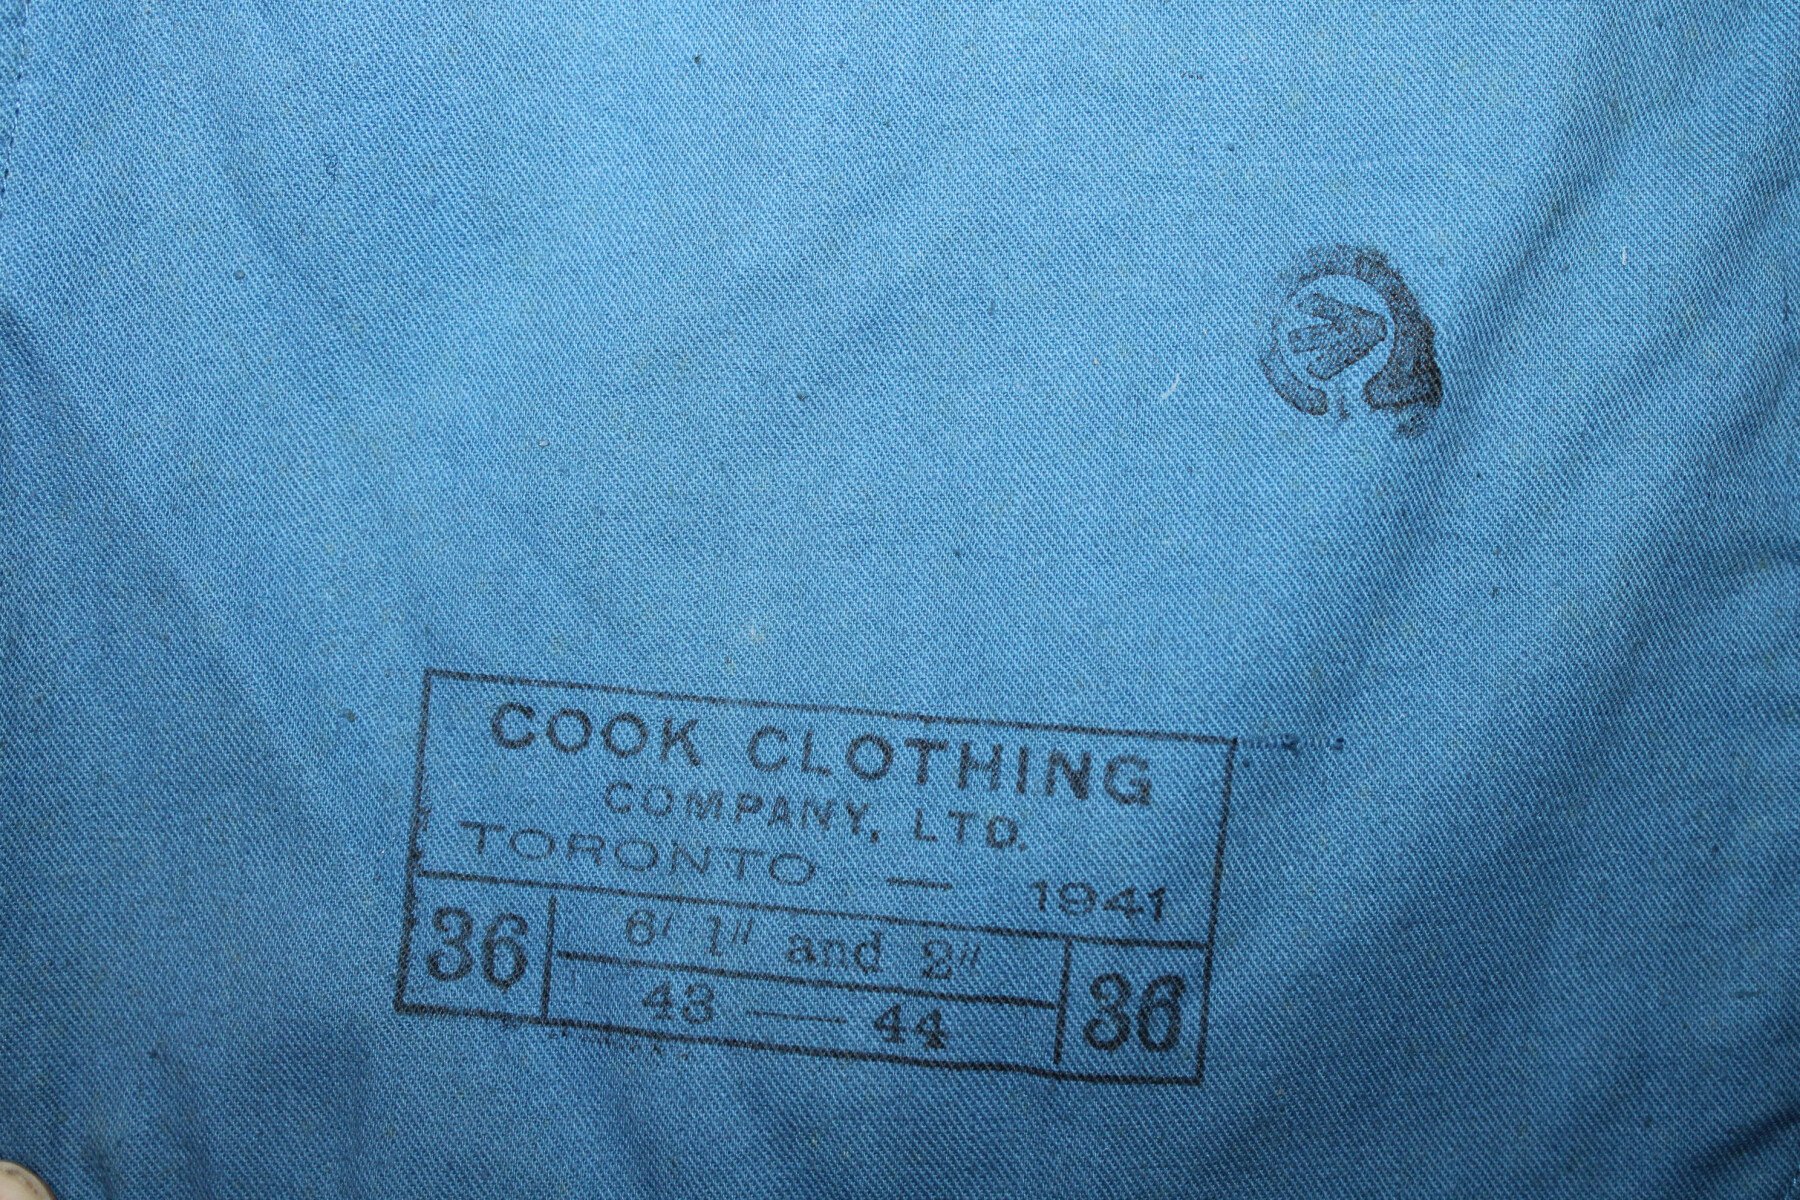 COOK CLOTHING
COMPANY, LTD.
TORONTO — 1941
36 6' 1" and 2" 36
43 — 44